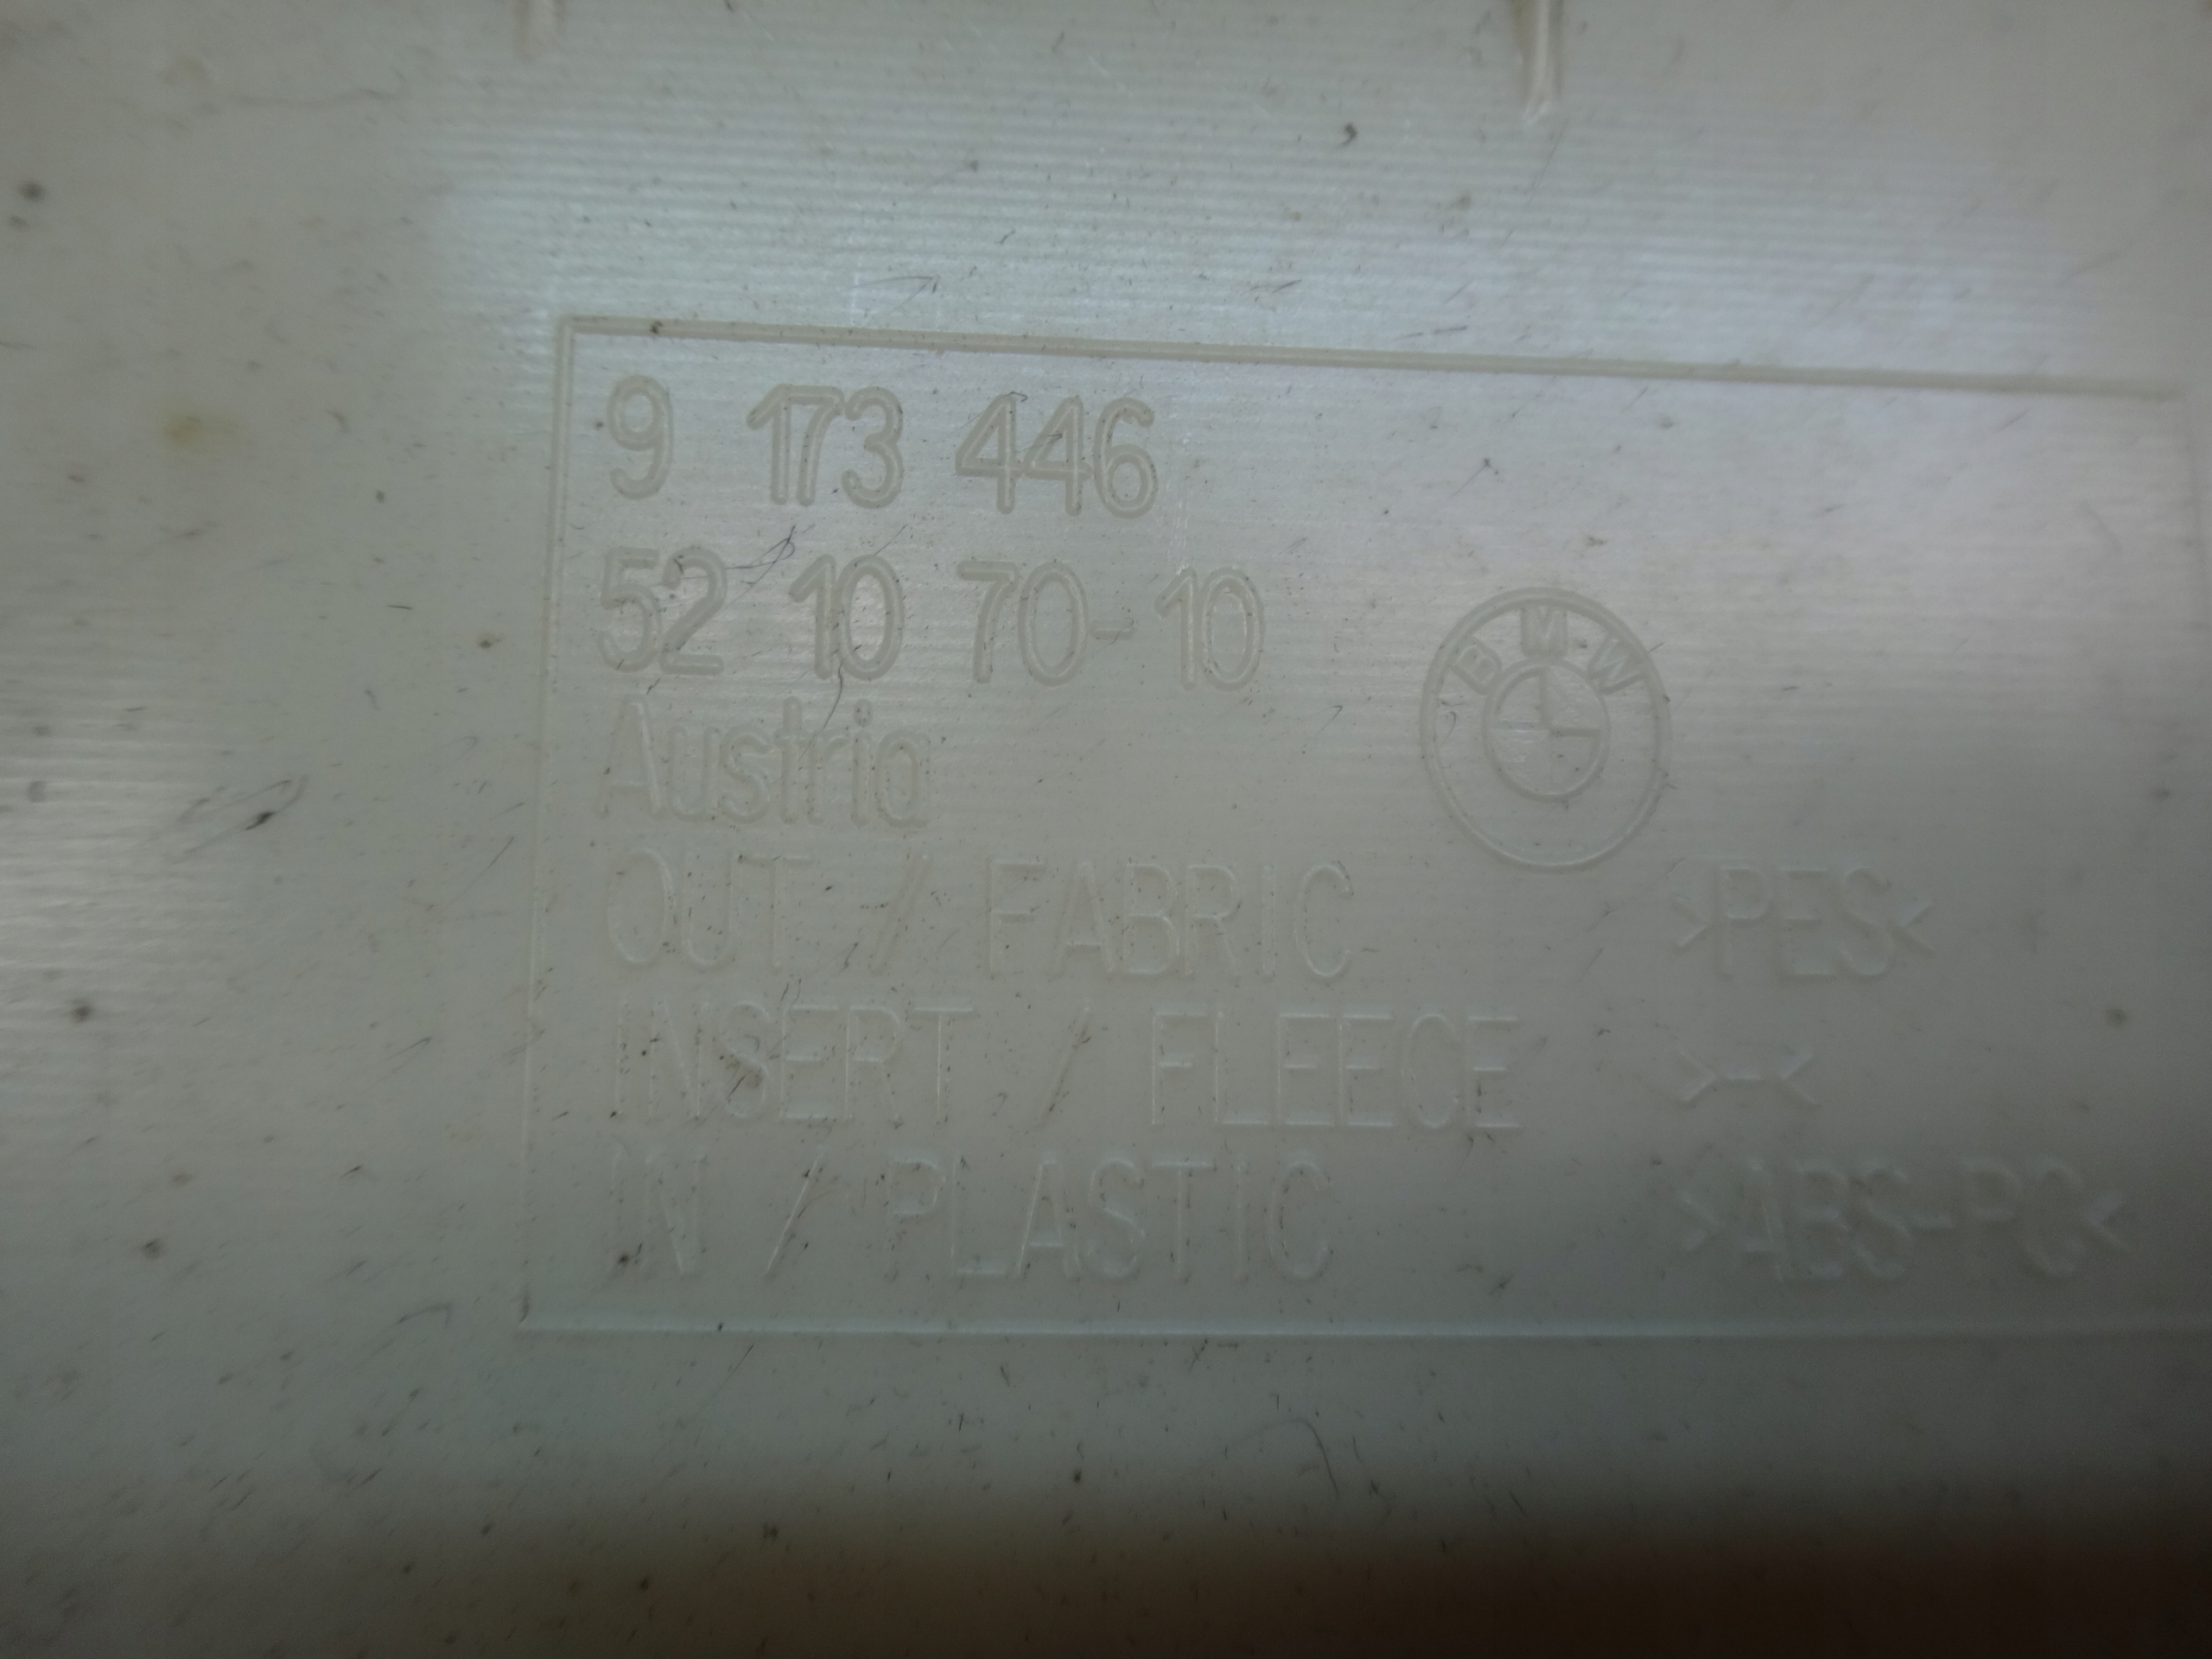 9 173 446
52 10 70-10
Austria
BMW
OUT / FABRIC >PES<
INSERT / FLEECE >-<
IN / PLASTIC >ABS-PC<